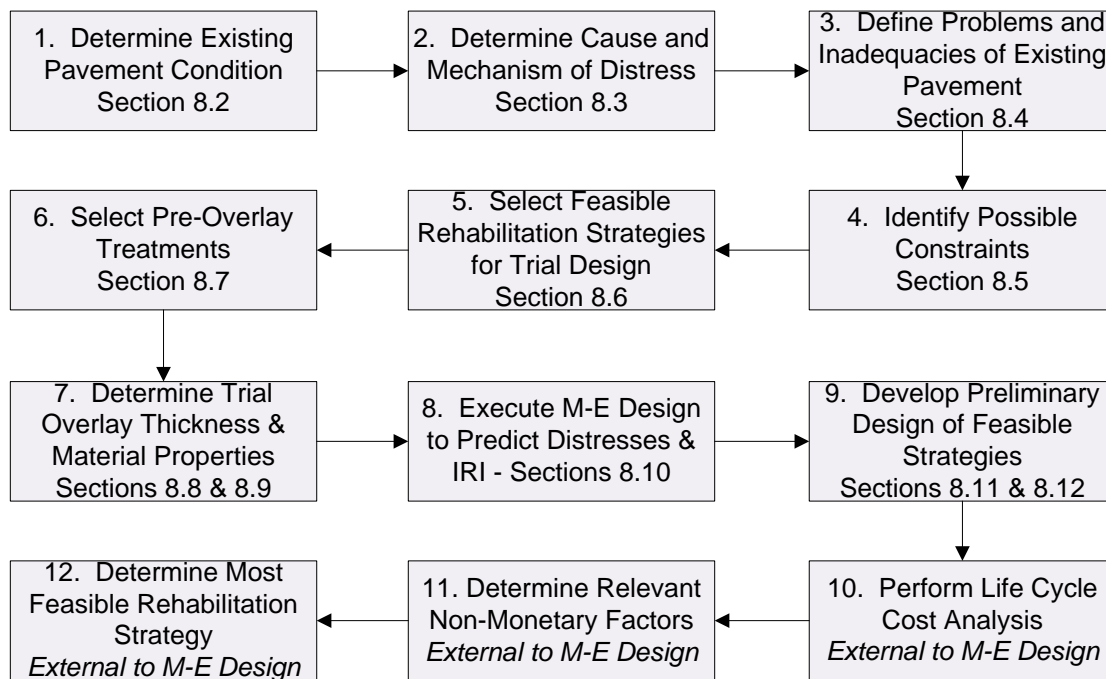 1. Determine Existing
Pavement Condition
Section 8.2
2. Determine Cause and
Mechanism of Distress
Section 8.3
3. Define Problems and
Inadequacies of Existing
Pavement
Section 8.4
4. Identify Possible
Constraints
Section 8.5
5. Select Feasible
Rehabilitation Strategies
for Trial Design
Section 8.6
6. Select Pre-Overlay
Treatments
Section 8.7
7. Determine Trial
Overlay Thickness &
Material Properties
Sections 8.8 & 8.9
8. Execute M-E Design
to Predict Distresses &
IRI - Sections 8.10
9. Develop Preliminary
Design of Feasible
Strategies
Sections 8.11 & 8.12
10. Perform Life Cycle
Cost Analysis
External to M-E Design
11. Determine Relevant
Non-Monetary Factors
External to M-E Design
12. Determine Most
Feasible Rehabilitation
Strategy
External to M-E Design